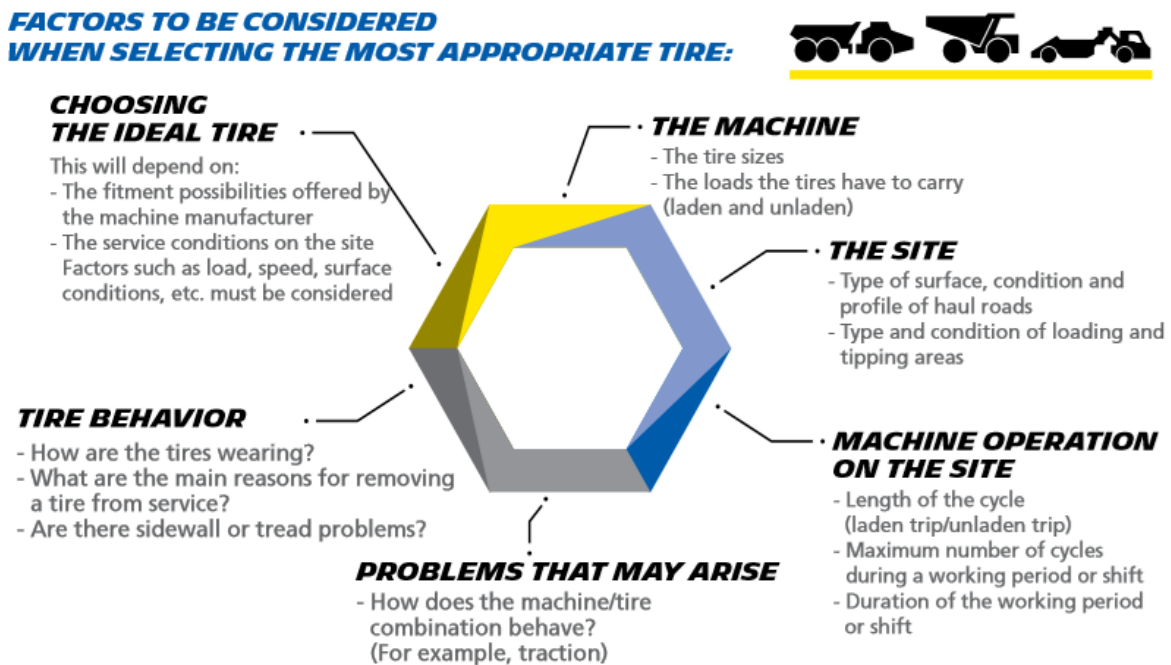 FACTORS TO BE CONSIDERED
WHEN SELECTING THE MOST APPROPRIATE TIRE:
CHOOSING
THE IDEAL TIRE
This will depend on:
- The fitment possibilities offered by
the machine manufacturer
- The service conditions on the site
Factors such as load, speed, surface
conditions, etc. must be considered
THE MACHINE
- The tire sizes
- The loads the tires have to carry
(laden and unladen)
THE SITE
- Type of surface, condition and
profile of haul roads
- Type and condition of loading and
tipping areas
MACHINE OPERATION
ON THE SITE
- Length of the cycle
(laden trip/unladen trip)
- Maximum number of cycles
during a working period or shift
- Duration of the working period
or shift
PROBLEMS THAT MAY ARISE
- How does the machine/tire
combination behave?
(For example, traction)
TIRE BEHAVIOR
- How are the tires wearing?
- What are the main reasons for removing
a tire from service?
- Are there sidewall or tread problems?